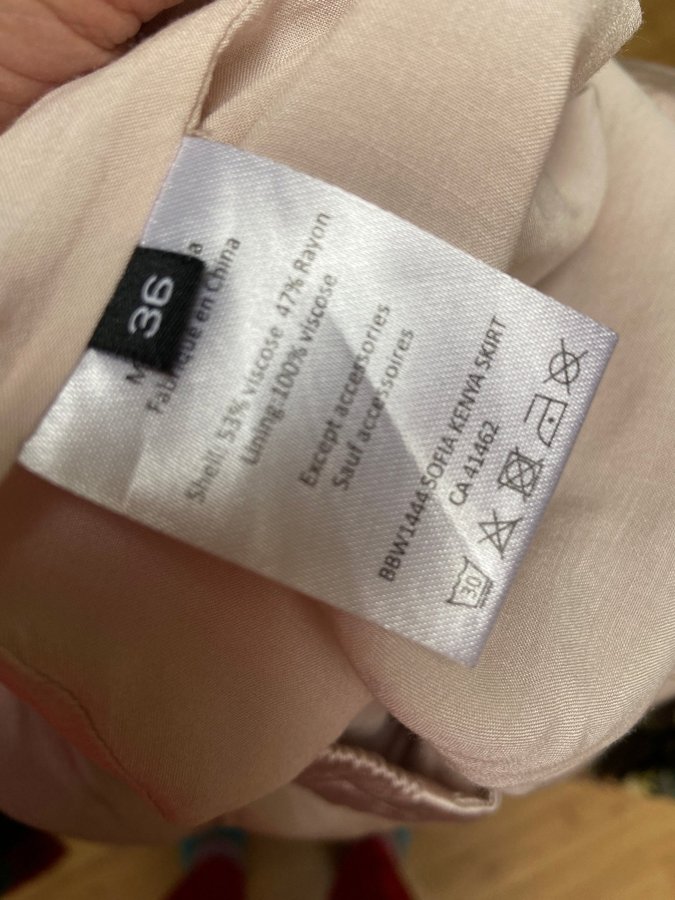 36
Fabriqué en China
Shell: 53% viscose 47% Rayon
Lining:100% viscose
Except accessories
Sauf accessoires
BBW1444 SOFIA KENYA SKIRT
CA 41462
30